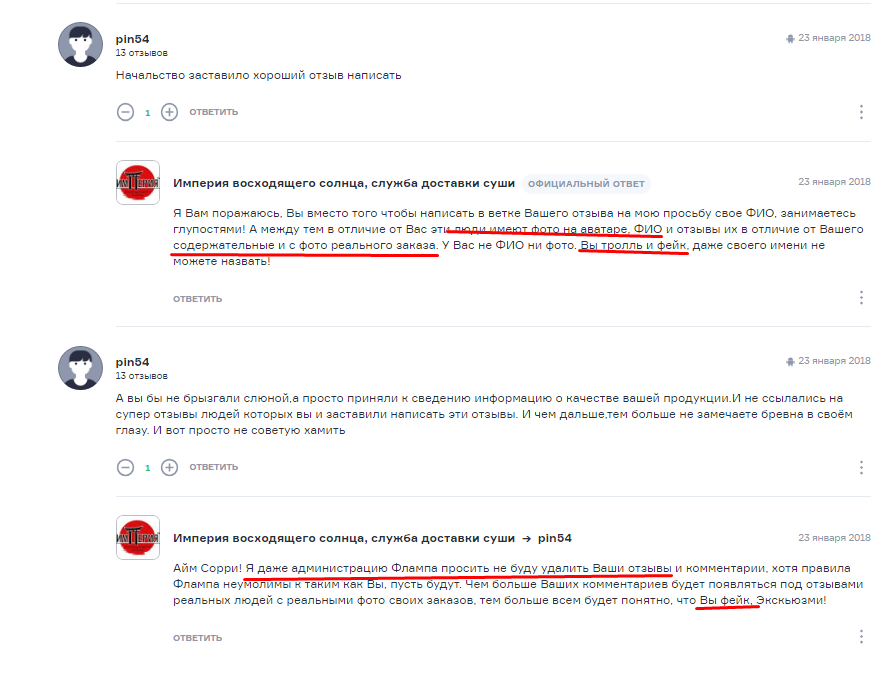 pin54
23 января 2018
13 отзывов
Начальство заставило хороший отзыв написать
1
ОТВЕТИТЬ
ИМПЕРИЯ
Империя восходящего солнца, служба доставки суши
ОФИЦИАЛЬНЫЙ ОТВЕТ
23 января 2018
Я Вам поражаюсь, Вы вместо того чтобы написать в ветке Вашего отзыва на мою просьбу свое ФИО, занимаетесь
глупостями! А между тем в отличие от Вас эти люди имеют фото на аватаре, ФИО и отзывы их в отличие от Вашего
содержательные и с фото реального заказа. У Вас не ФИО ни фото. Вы тролль и фейк, даже своего имени не
можете назвать!
ОТВЕТИТЬ
pin54
23 января 2018
13 отзывов
А вы бы не брызгали слюной,а просто приняли к сведению информацию о качестве вашей продукции.И не ссылались на
супер отзывы людей которых вы и заставили написать эти отзывы. И чем дальше,тем больше не замечаете бревна в своём
глазу. И вот просто не советую хамить
1
ОТВЕТИТЬ
ИМПЕРИЯ
Империя восходящего солнца, служба доставки суши → pin54
23 января 2018
Айм Сорри! Я даже администрацию Флампа просить не буду удалить Ваши отзывы и комментарии, хотя правила
Флампа неумолимы к таким как Вы, пусть будут. Чем больше Ваших комментариев будет появляться под отзывами
реальных людей с реальными фото своих заказов, тем больше всем будет понятно, что Вы фейк, Экскьюзми!
ОТВЕТИТЬ